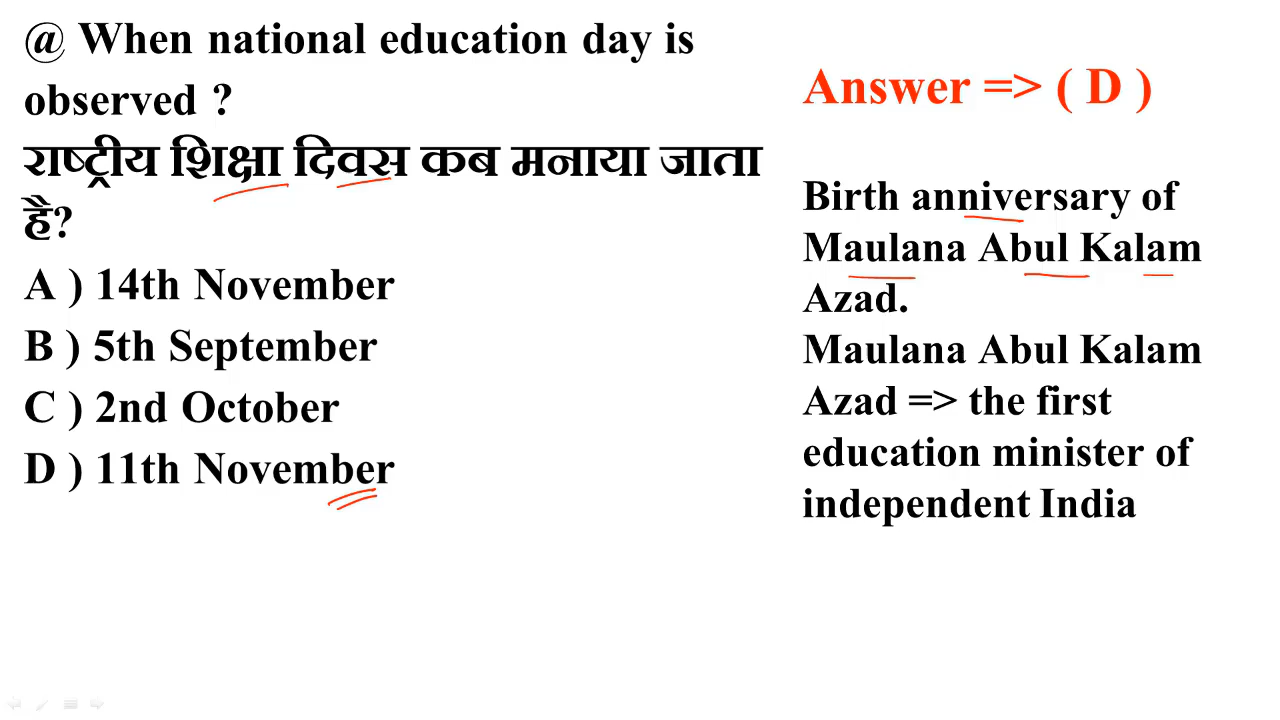 @ When national education day is
observed ?
राष्ट्रीय शिक्षा दिवस कब मनाया जाता
है?
A ) 14th November
B ) 5th September
C ) 2nd October
D ) 11th November
Answer => ( D )
Birth anniversary of
Maulana Abul Kalam
Azad.
Maulana Abul Kalam
Azad => the first
education minister of
independent India